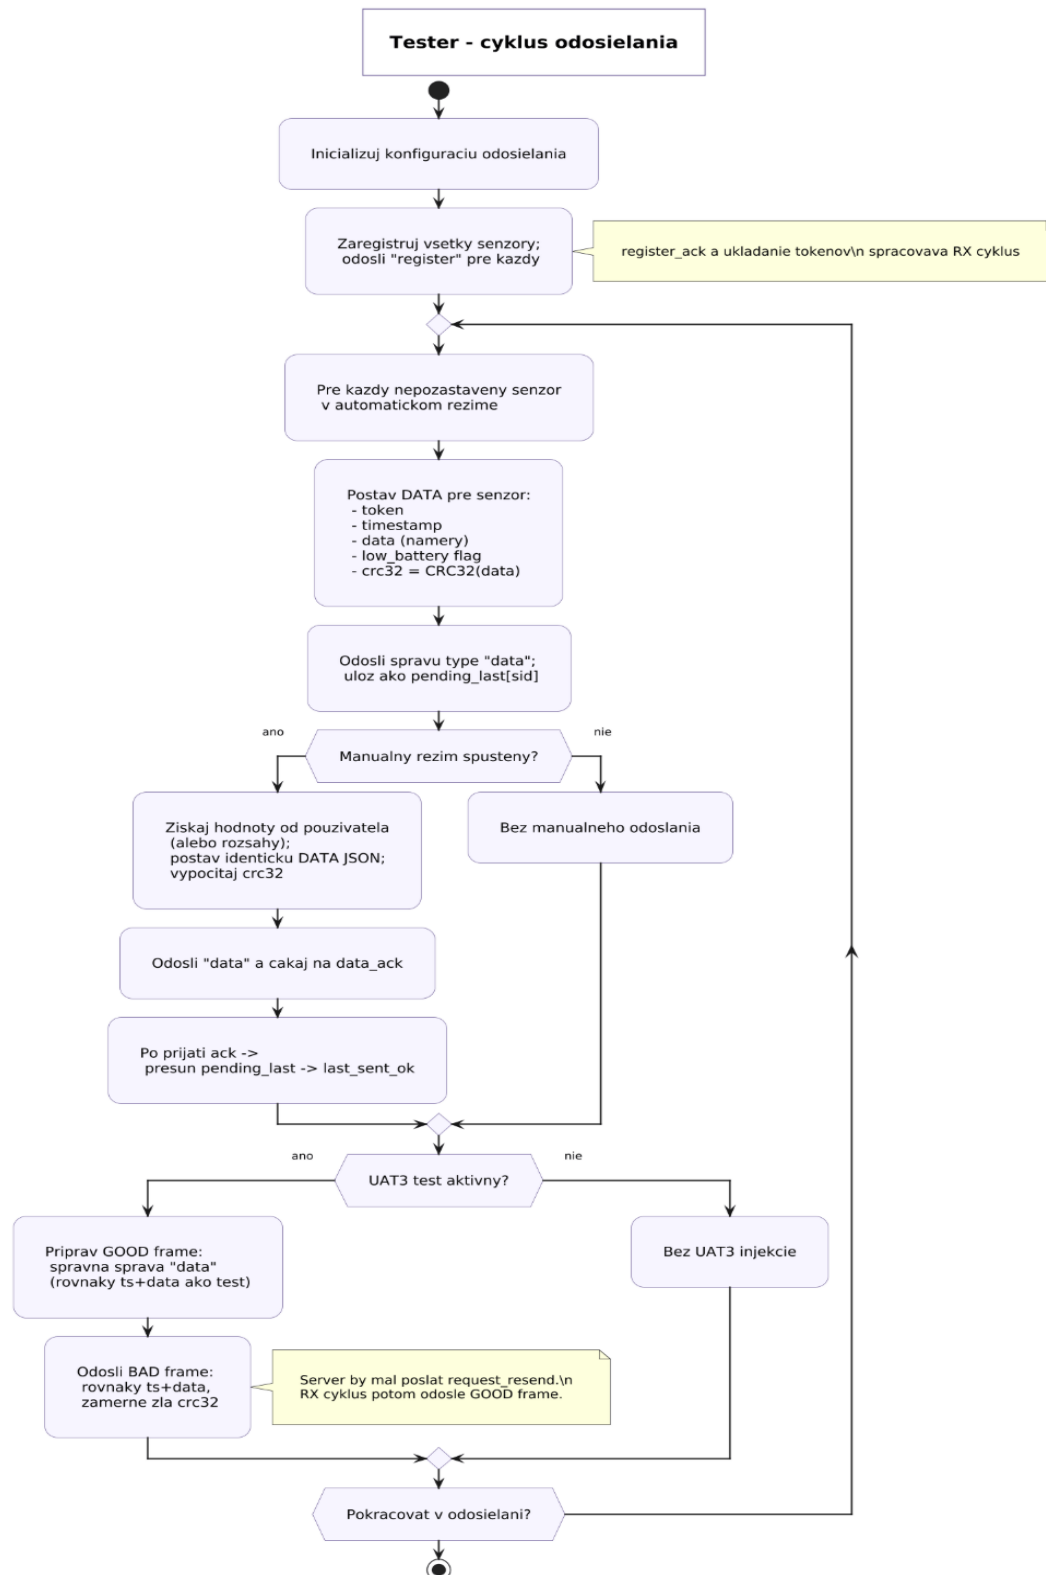 Tester - cyklus odosielania
Inicializuj konfiguraciu odosielania
Zaregistruj vsetky senzory;
odosli "register" pre kazdy
register_ack a ukladanie tokenov\n spracovava RX cyklus
Pre kazdy nepozastaveny senzor
v automatickom rezime
Postav DATA pre senzor:
- token
- timestamp
- data (namery)
- low_battery flag
- crc32 = CRC32(data)
Odosli spravu type "data";
uloz ako pending_last[sid]
ano
Manualny rezim spusteny?
nie
Ziskaj hodnoty od pouzivatela
(alebo rozsahy);
postav identicku DATA JSON;
vypocitaj crc32
Bez manualneho odoslania
Odosli "data" a cakaj na data_ack
Po prijati ack ->
presun pending_last -> last_sent_ok
ano
UAT3 test aktivny?
nie
Priprav GOOD frame:
spravna sprava "data"
(rovnaky ts+data ako test)
Bez UAT3 injekcie
Odosli BAD frame:
rovnaky ts+data,
zamerne zla crc32
Server by mal poslat request_resend.\n
RX cyklus potom odosle GOOD frame.
Pokracovat v odosielani?